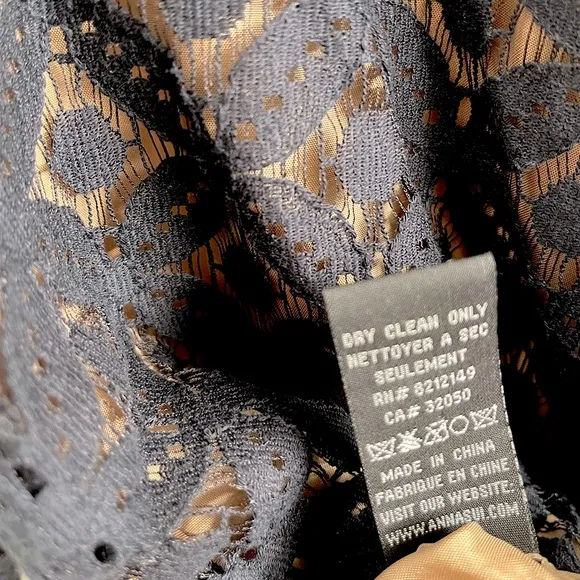 DRY CLEAN ONLY
NETTOYER A SEC
SEULEMENT
RN# 8212149
CA# 32050
MADE IN CHINA
FABRIQUE EN CHINE
VISIT OUR WEBSITE.
WWW.ANNASUI.COM